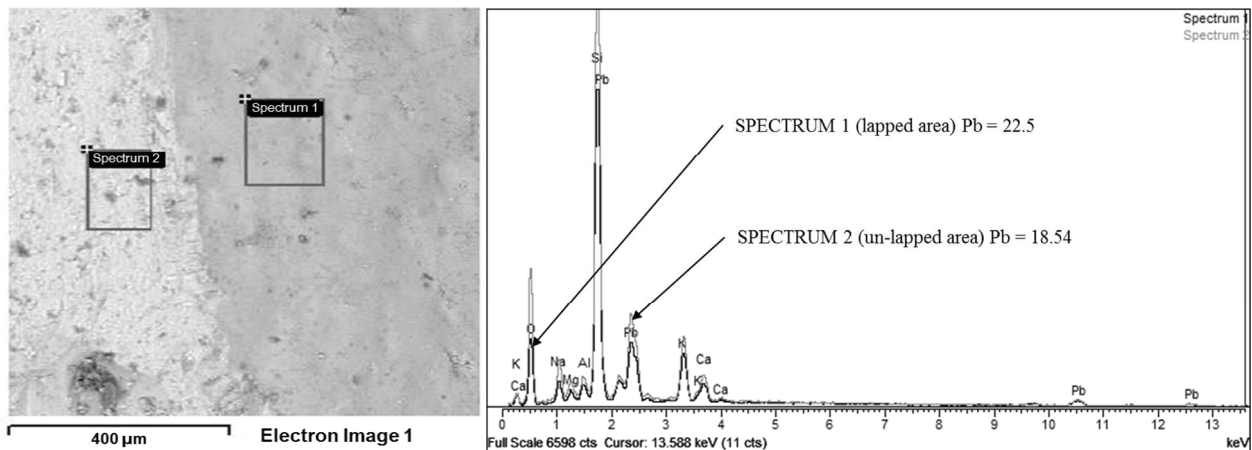 Spectrum 1
Spectrum 2
400 µm
Electron Image 1
Spectrum 1
Spectrum 2
Si
Pb
SPECTRUM 1 (lapped area) Pb = 22.5
SPECTRUM 2 (un-lapped area) Pb = 18.54
O
Pb
K
K
Na
Al
Ca
Ca
Mg
K
Ca
Pb
Pb
0 1 2 3 4 5 6 7 8 9 10 11 12 13
Full Scale 6598 cts Cursor: 13.588 keV (11 cts)
keV